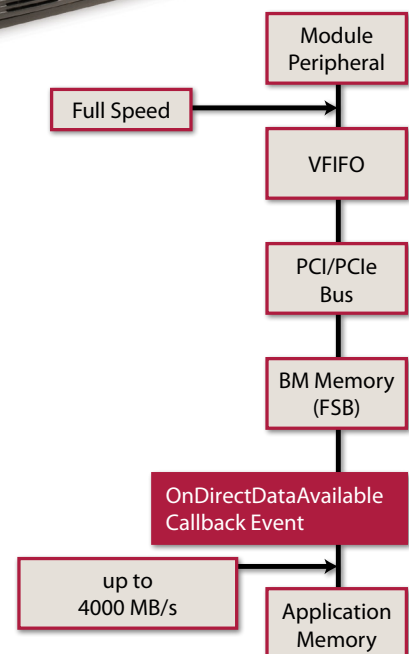 Module
Peripheral
Full Speed
VFIFO
PCI/PCIe
Bus
BM Memory
(FSB)
OnDirectDataAvailable
Callback Event
up to
4000 MB/s
Application
Memory